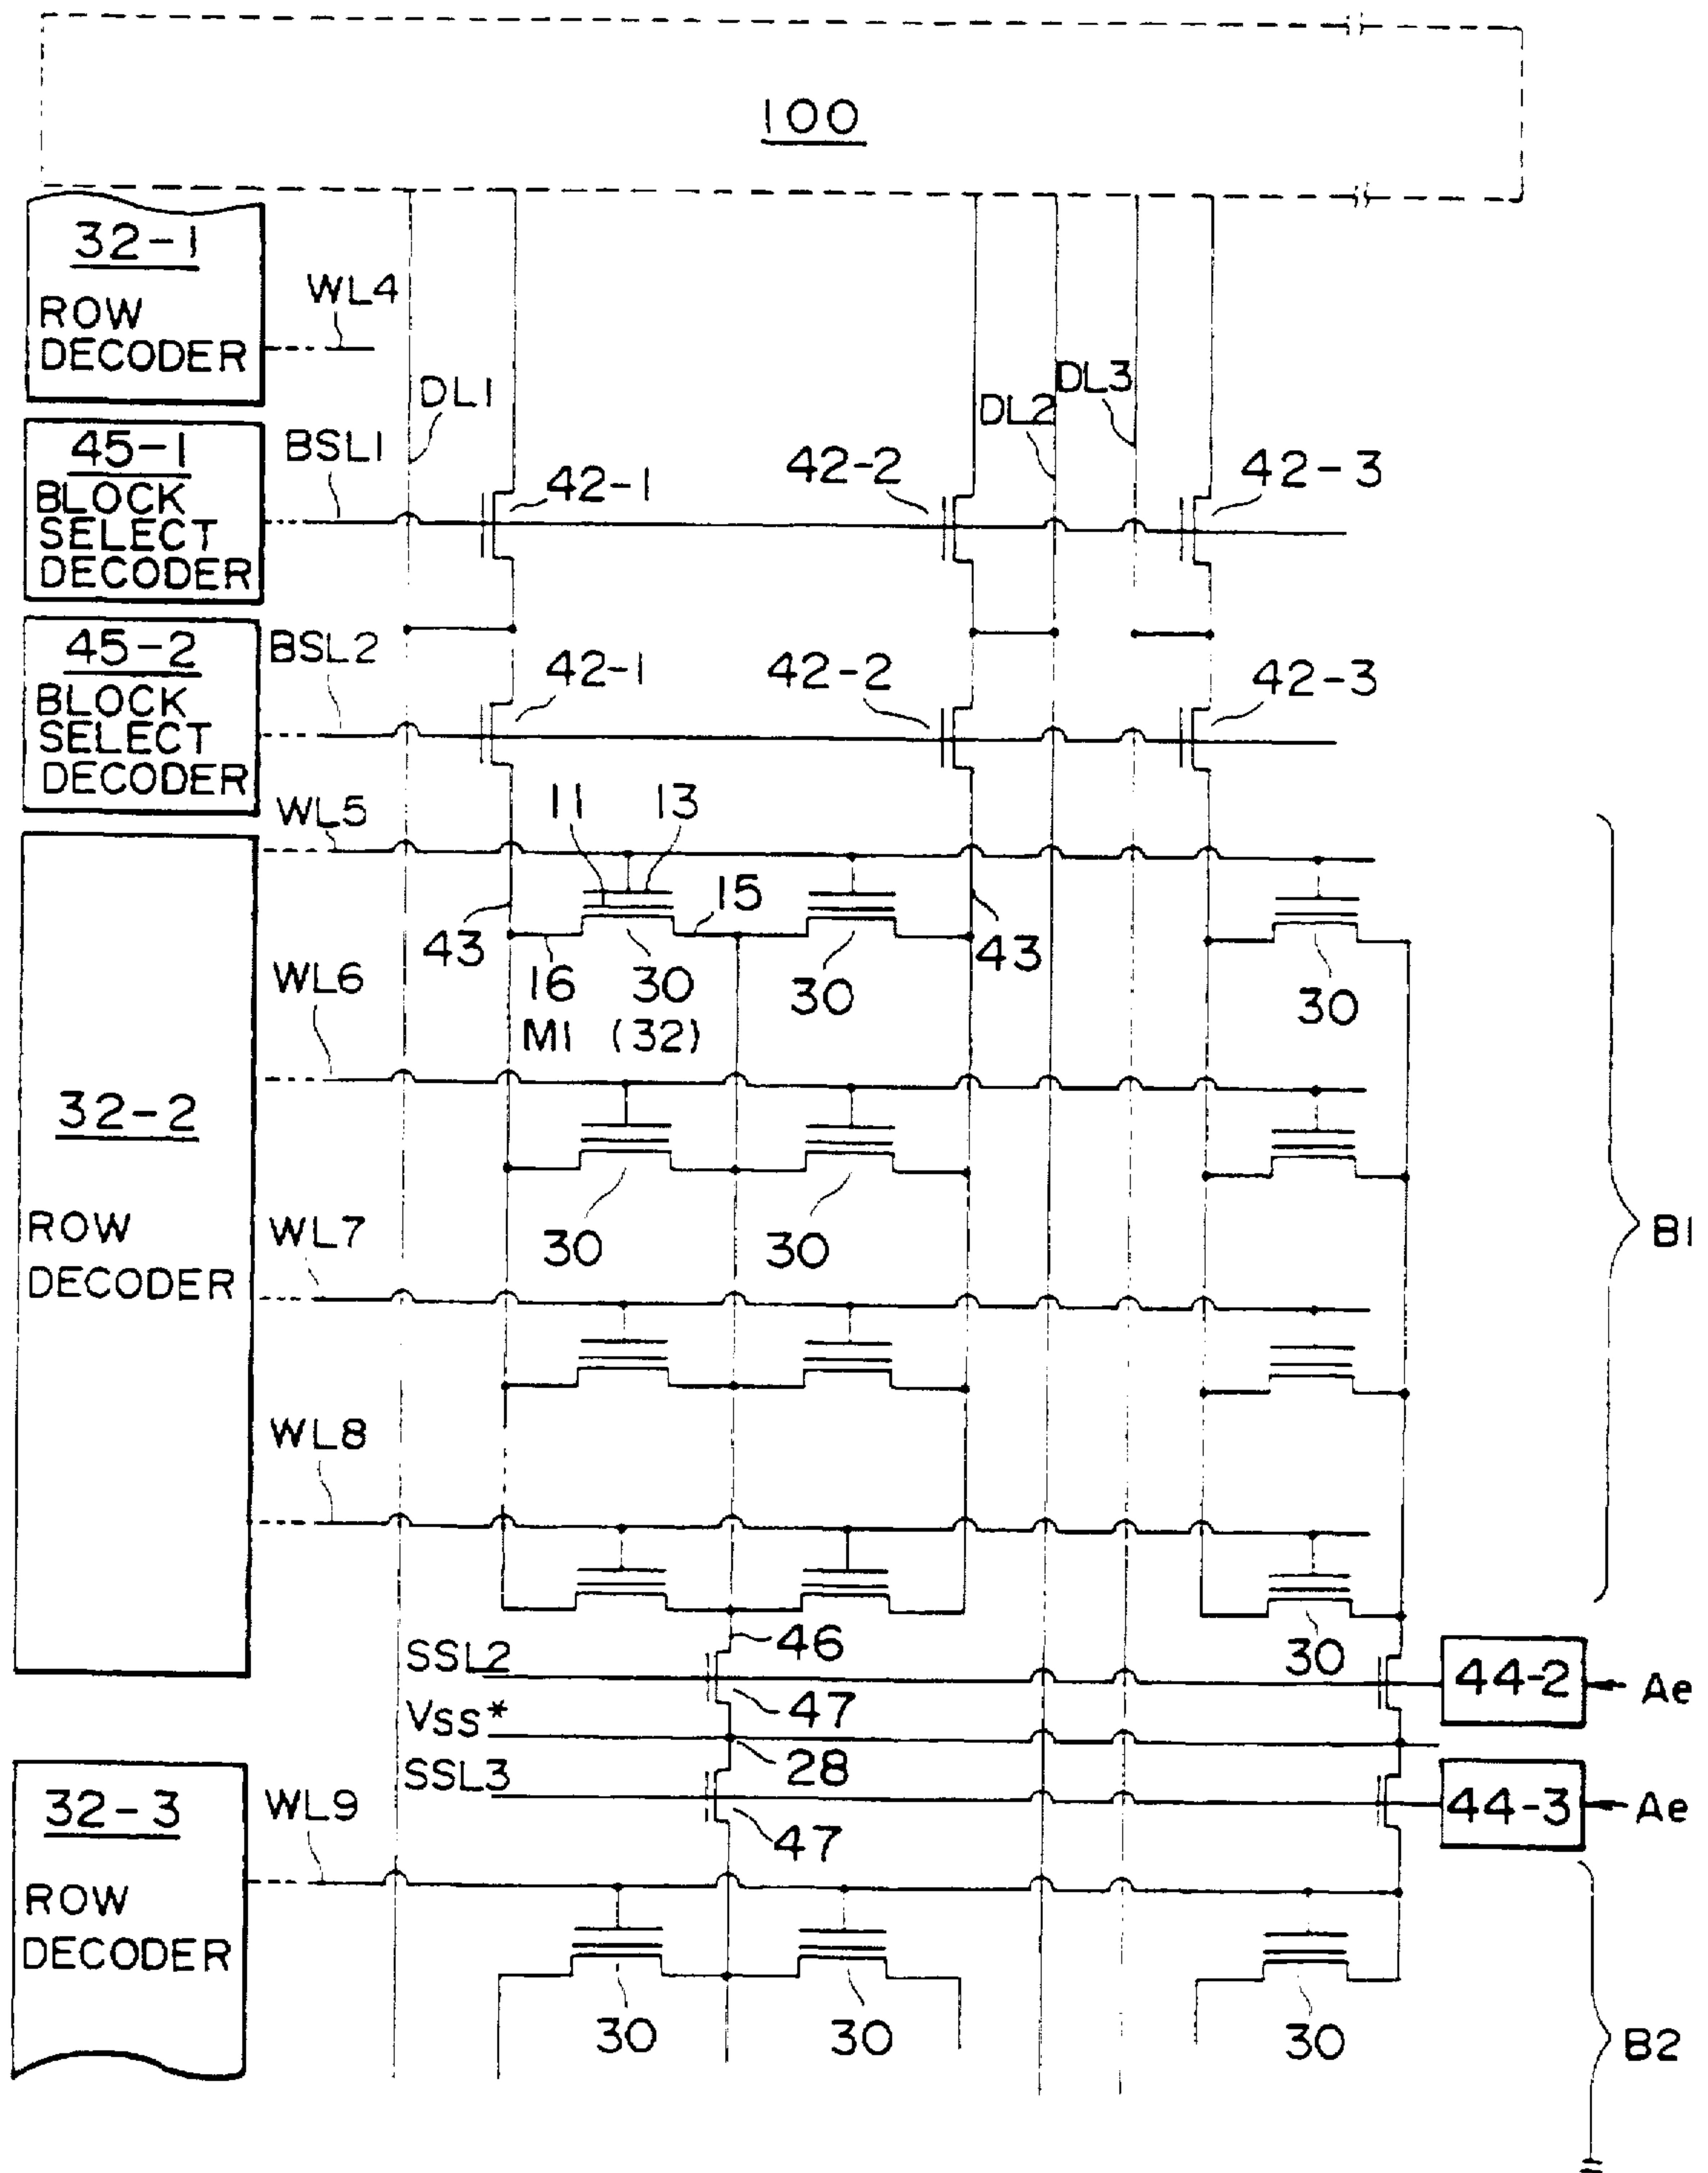 100
32-1
ROW
DECODER
WL4
DL1
DL2
DL3
45-1
BLOCK
SELECT
DECODER
BSL1
42-1
42-2
42-3
45-2
BLOCK
SELECT
DECODER
BSL2
42-1
42-2
42-3
WL5
11
13
15
43
16
30
30
43
30
M1 (32)
WL6
32-2
ROW
DECODER
30
30
B1
WL7
WL8
46
30
SSL2
47
44-2
Ae
Vss*
28
SSL3
47
44-3
Ae
32-3
ROW
DECODER
WL9
30
30
30
B2